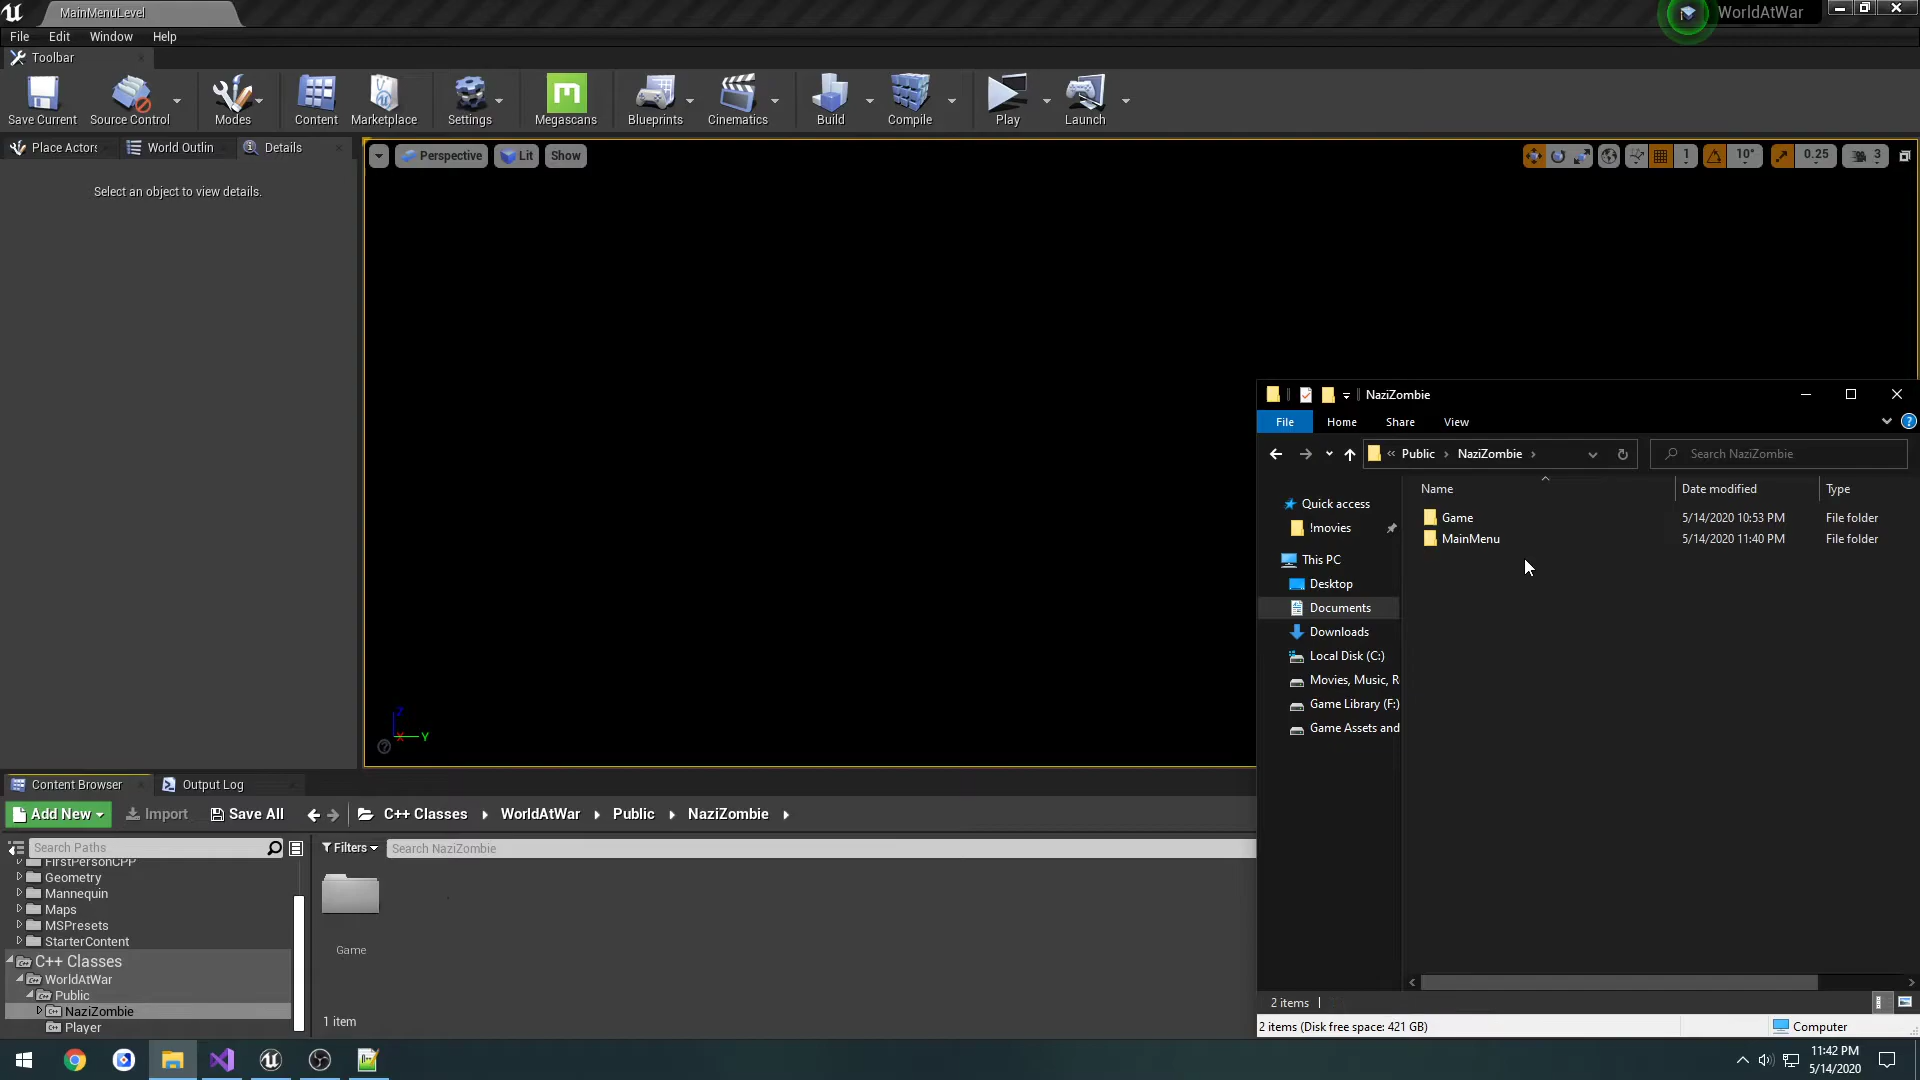 MainMenuLevel
WorldAtWar
File Edit Window Help
Toolbar
Save Current Source Control Modes Content Marketplace Settings Megascans Blueprints Cinematics Build Compile Play Launch
Place Actors World Outlin Details
Perspective Lit Show
1 10° 0.25 3
Select an object to view details.
NaziZombie
File Home Share View
« Public › NaziZombie ›
Search NaziZombie
Name Date modified Type
Quick access
!movies
This PC
Desktop
Documents
Downloads
Local Disk (C:)
Movies, Music, R
Game Library (F:)
Game Assets and
Game 5/14/2020 10:53 PM File folder
MainMenu 5/14/2020 11:40 PM File folder
2 items
2 items (Disk free space: 421 GB)
Computer
Z
X
Y
Content Browser Output Log
Add New Import Save All C++ Classes WorldAtWar Public NaziZombie
Search Paths
Filters Search NaziZombie
FirstPersonCPP
Geometry
Mannequin
Maps
MSPresets
StarterContent
C++ Classes
WorldAtWar
Public
NaziZombie
Player
Game
1 item
11:42 PM
5/14/2020